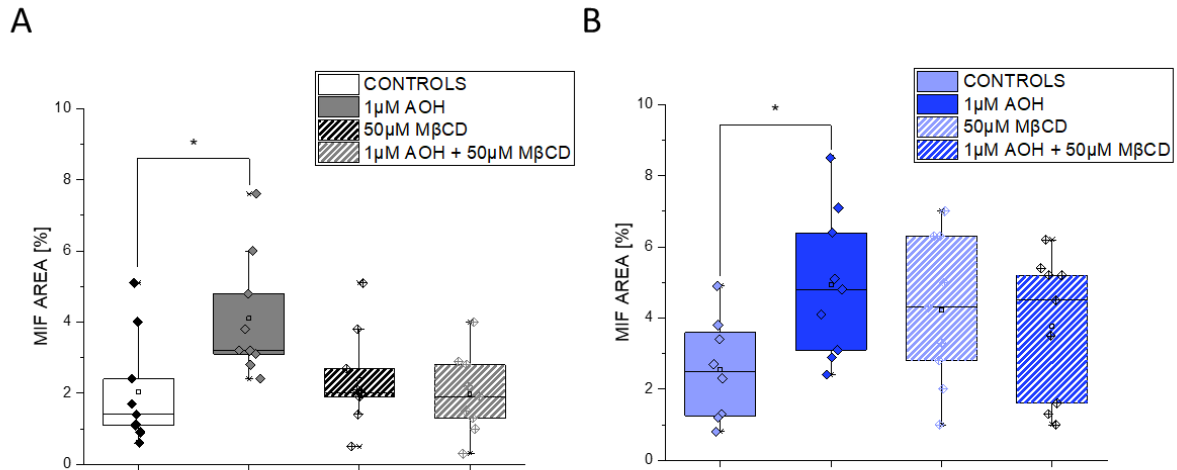 A
CONTROLS
1µM AOH
50µM MβCD
1µM AOH + 50µM MβCD
MIF AREA [%]
10
8
6
4
2
0
*
B
CONTROLS
1µM AOH
50µM MβCD
1µM AOH + 50µM MβCD
MIF AREA [%]
10
8
6
4
2
0
*